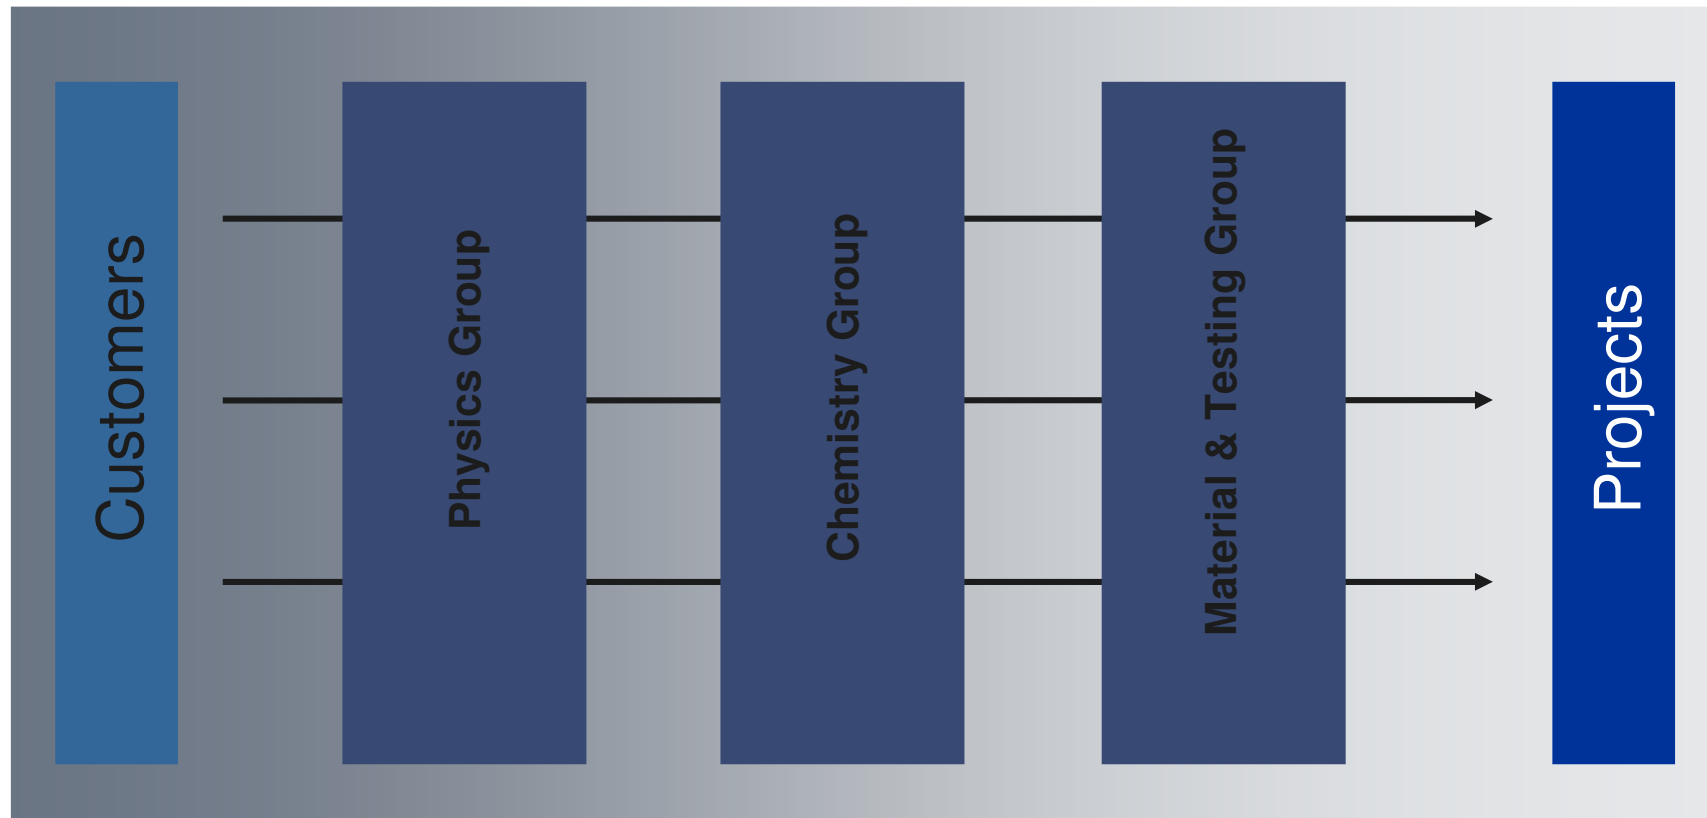 Customers
Physics Group
Chemistry Group
Material & Testing Group
Projects